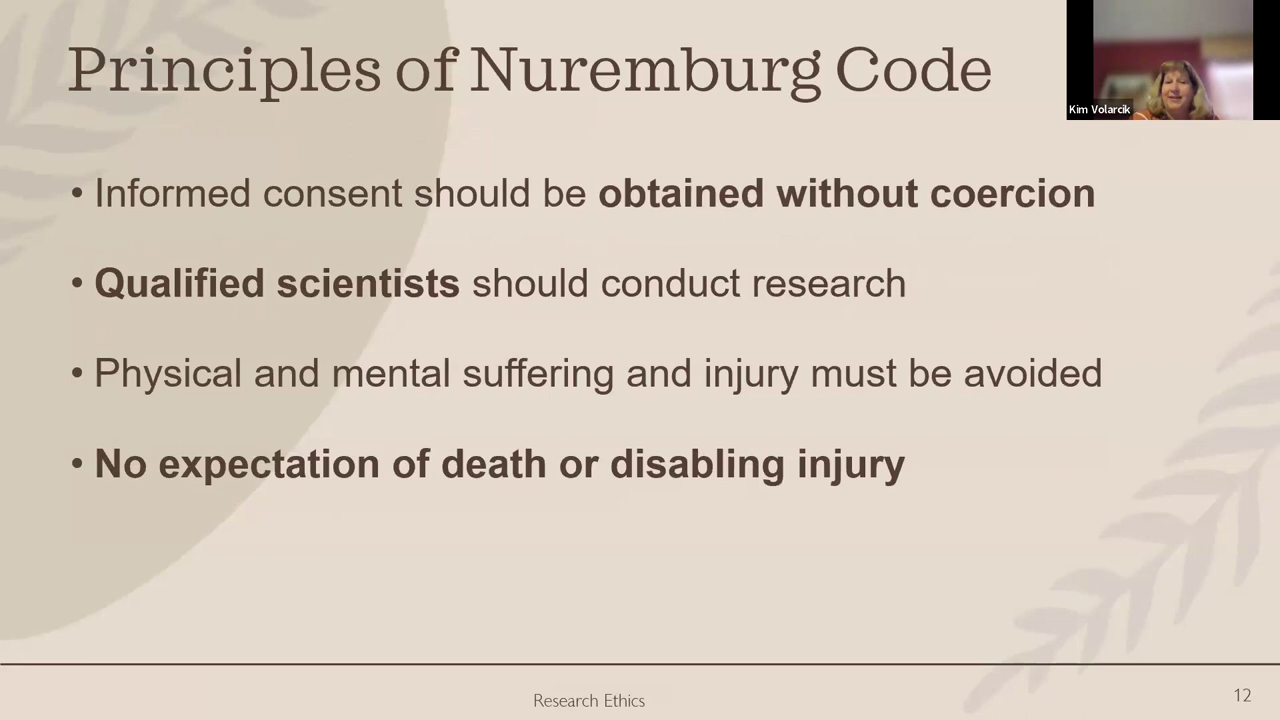 Principles of Nuremburg Code
Kim Volarcik
• Informed consent should be obtained without coercion
• Qualified scientists should conduct research
• Physical and mental suffering and injury must be avoided
• No expectation of death or disabling injury
Research Ethics
12